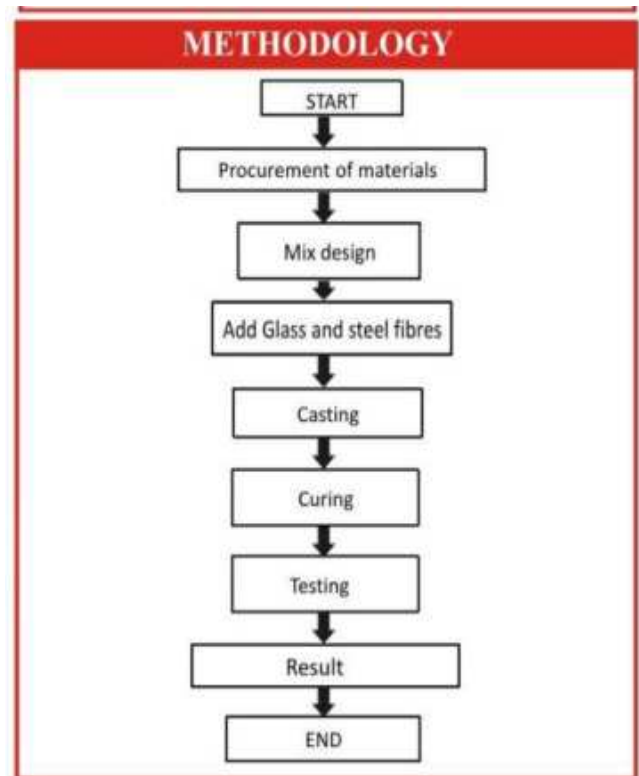 METHODOLOGY
START
Procurement of materials
Mix design
Add Glass and steel fibres
Casting
Curing
Testing
Result
END